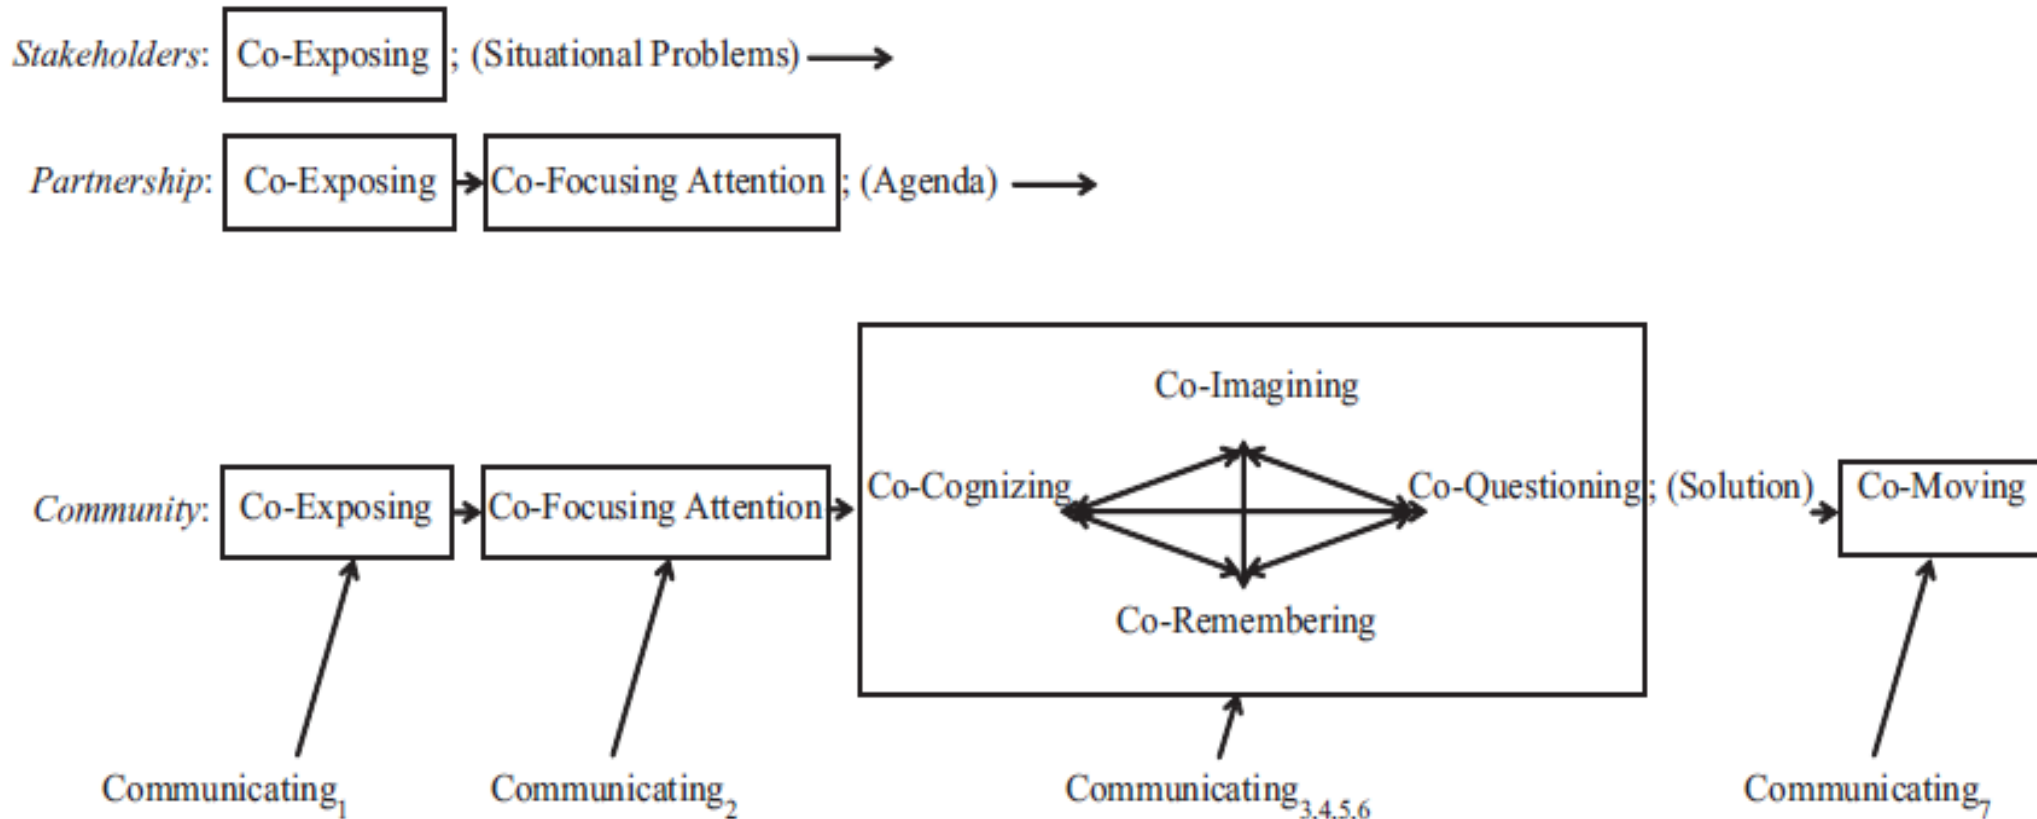 Stakeholders: Co-Exposing ; (Situational Problems)
Partnership: Co-Exposing Co-Focusing Attention ; (Agenda)
Co-Imagining
Community: Co-Exposing Co-Focusing Attention Co-Cognizing Co-Questioning ; (Solution) Co-Moving
Co-Remembering
Communicating1 Communicating2 Communicating3,4,5,6 Communicating7